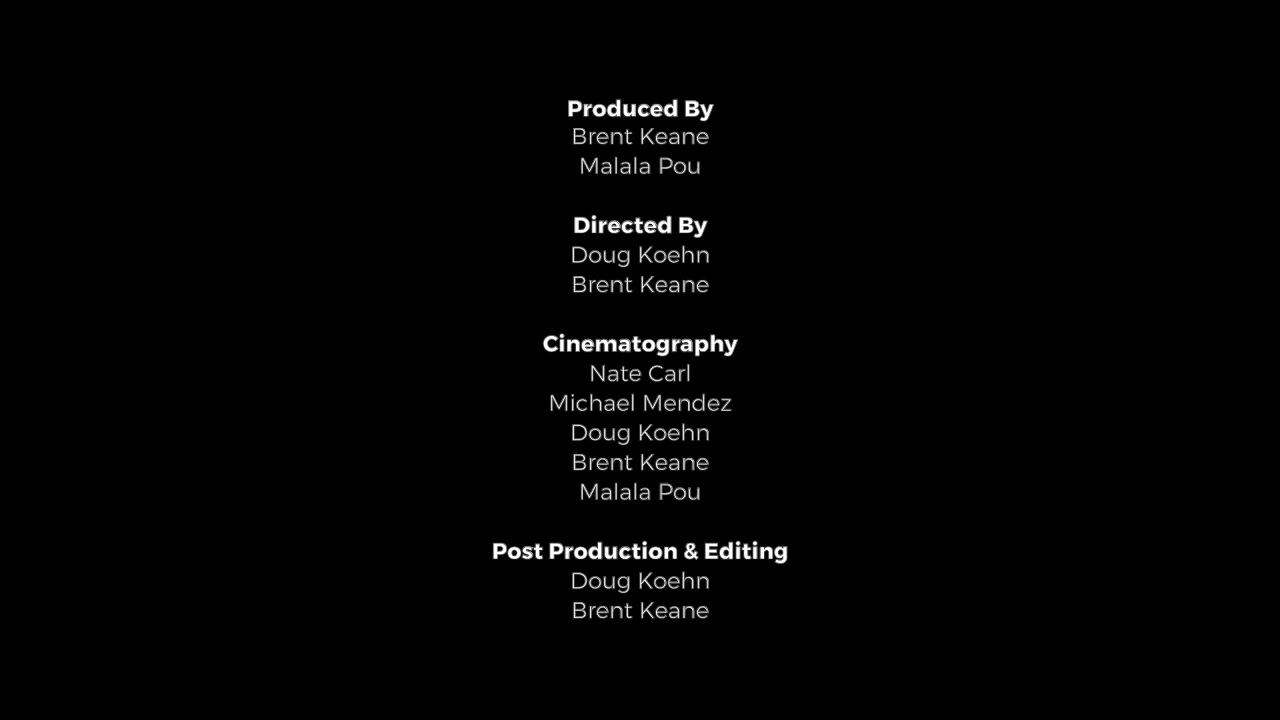 Produced By
Brent Keane
Malala Pou
Directed By
Doug Koehn
Brent Keane
Cinematography
Nate Carl
Michael Mendez
Doug Koehn
Brent Keane
Malala Pou
Post Production & Editing
Doug Koehn
Brent Keane